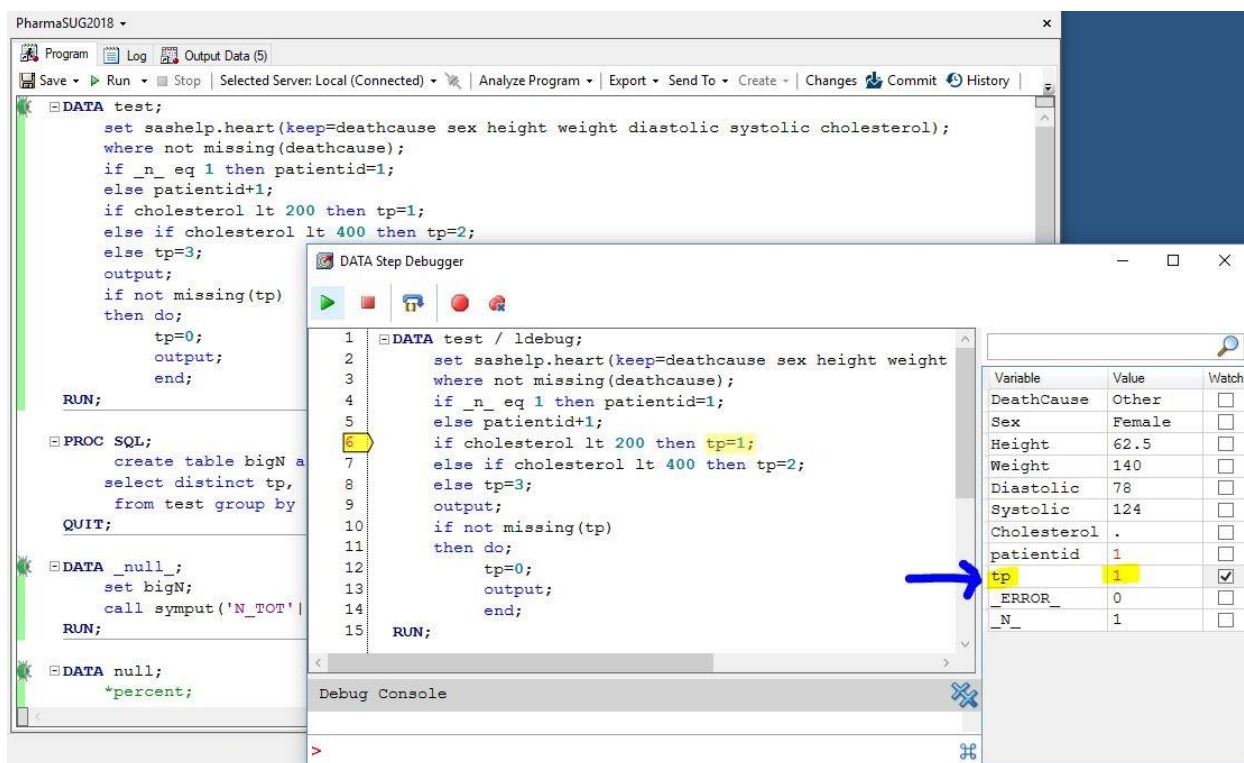 PharmaSUG2018
Program Log Output Data (5)
Save Run Stop Selected Server: Local (Connected) Analyze Program Export Send To Create Changes Commit History
DATA test;
set sashelp.heart(keep=deathcause sex height weight diastolic systolic cholesterol);
where not missing(deathcause);
if _n_ eq 1 then patientid=1;
else patientid+1;
if cholesterol lt 200 then tp=1;
else if cholesterol lt 400 then tp=2;
else tp=3;
output;
if not missing(tp)
then do;
tp=0;
output;
end;
RUN;
PROC SQL;
create table bigN a
select distinct tp,
from test group by
QUIT;
DATA _null_;
set bigN;
call symput('N_TOT'|
RUN;
DATA null;
*percent;
DATA Step Debugger
1 DATA test / ldebug;
2 set sashelp.heart(keep=deathcause sex height weight
3 where not missing(deathcause);
4 if _n_ eq 1 then patientid=1;
5 else patientid+1;
6 if cholesterol lt 200 then tp=1;
7 else if cholesterol lt 400 then tp=2;
8 else tp=3;
9 output;
10 if not missing(tp)
11 then do;
12 tp=0;
13 output;
14 end;
15 RUN;
Variable Value Watch
DeathCause Other
Sex Female
Height 62.5
Weight 140
Diastolic 78
Systolic 124
Cholesterol .
patientid 1
tp 1
_ERROR_ 0
_N_ 1
Debug Console
>